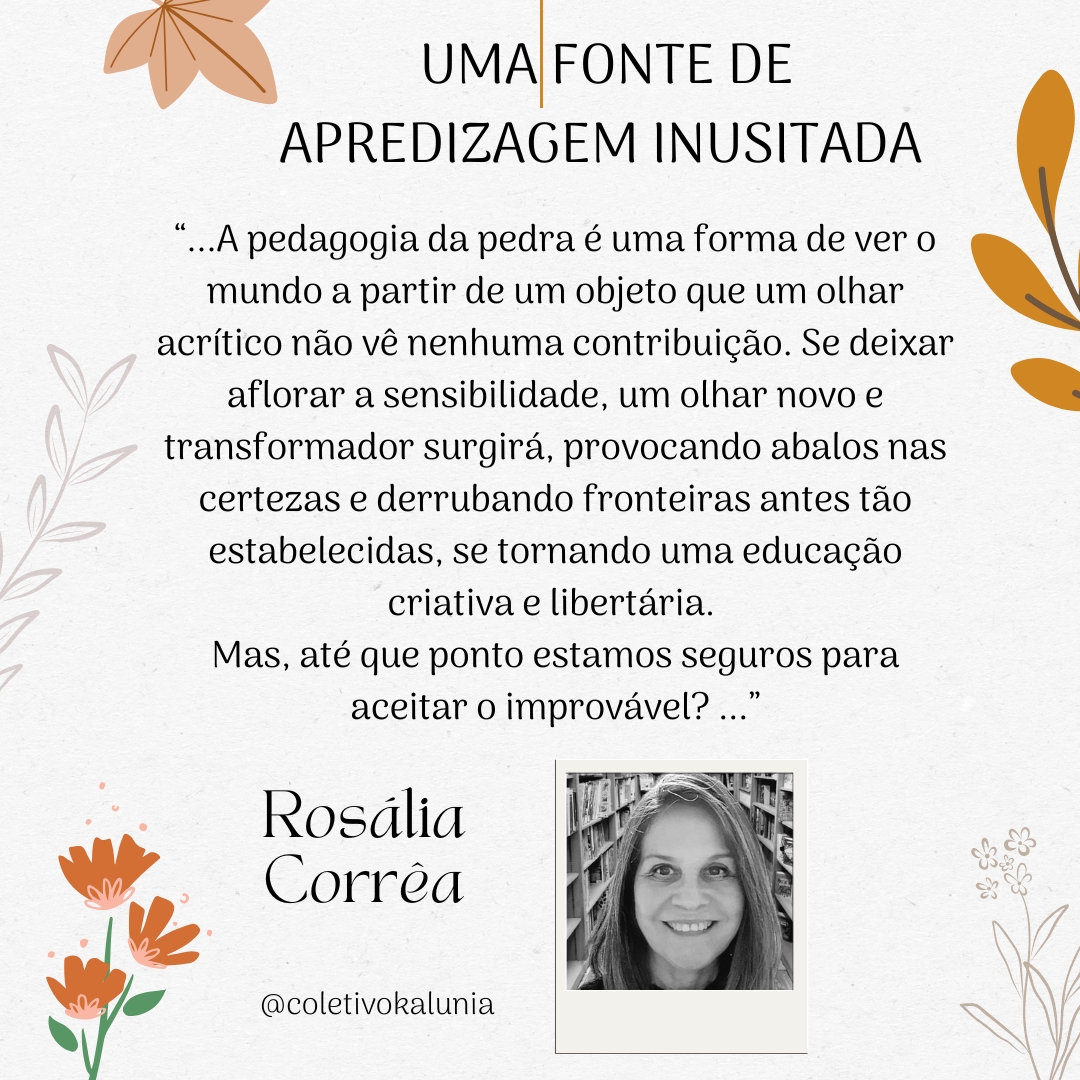 UMA FONTE DE
APREDIZAGEM INUSITADA
“...A pedagogia da pedra é uma forma de ver o
mundo a partir de um objeto que um olhar
acrítico não vê nenhuma contribuição. Se deixar
aflorar a sensibilidade, um olhar novo e
transformador surgirá, provocando abalos nas
certezas e derrubando fronteiras antes tão
estabelecidas, se tornando uma educação
criativa e libertária.
Mas, até que ponto estamos seguros para
aceitar o improvável? ...”
Rosália
Corrêa
@coletivokalunia